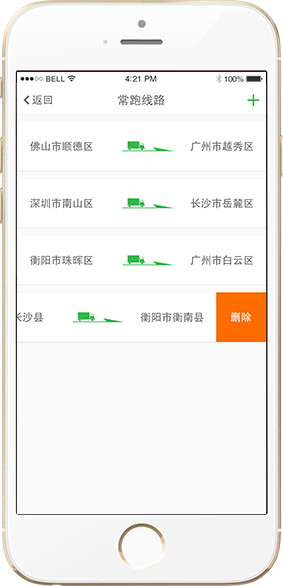 BELL 4:21 PM 100%
返回 常跑线路
佛山市顺德区 广州市越秀区
深圳市南山区 长沙市岳麓区
衡阳市珠晖区 广州市白云区
长沙县 衡阳市衡南县 删除